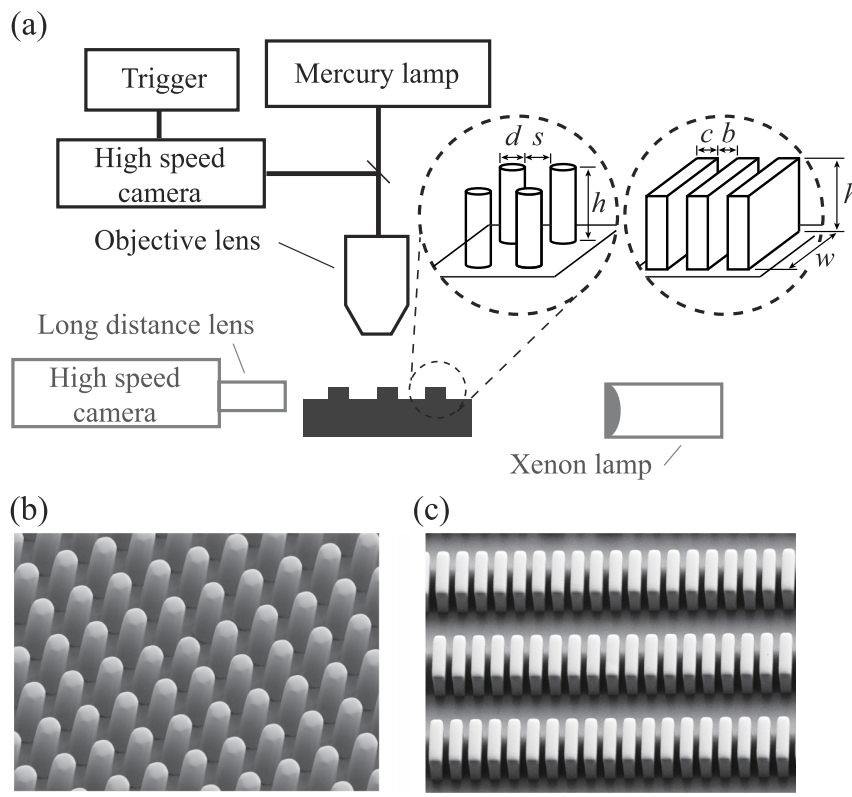 (a)
Trigger
Mercury lamp
High speed
camera
Objective lens
d s
h
c b
h
w
Long distance lens
High speed
camera
Xenon lamp
(b)
(c)